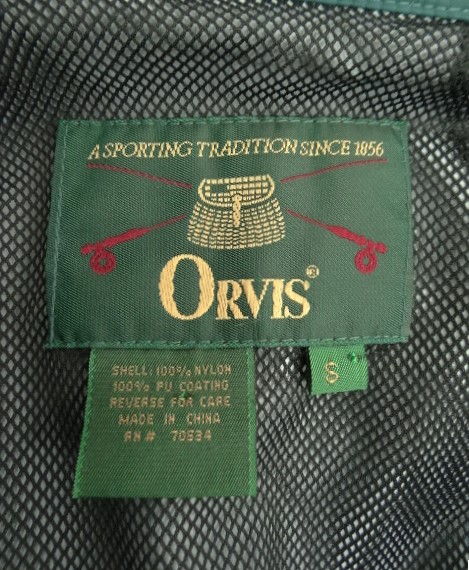 A SPORTING TRADITION SINCE 1856
ORVIS®
SHELL: 100% NYLON
100% PU COATING
REVERSE FOR CARE
MADE IN CHINA
RN# 70534
S